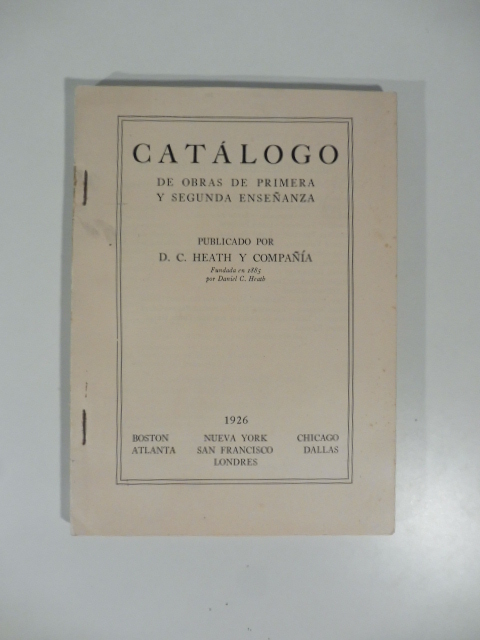 CATÁLOGO
DE OBRAS DE PRIMERA
Y SEGUNDA ENSEÑANZA
PUBLICADO POR
D. C. HEATH Y COMPAÑÍA
Fundada en 1885
por Daniel C. Heath
1926
BOSTON NUEVA YORK CHICAGO
ATLANTA SAN FRANCISCO DALLAS
LONDRES